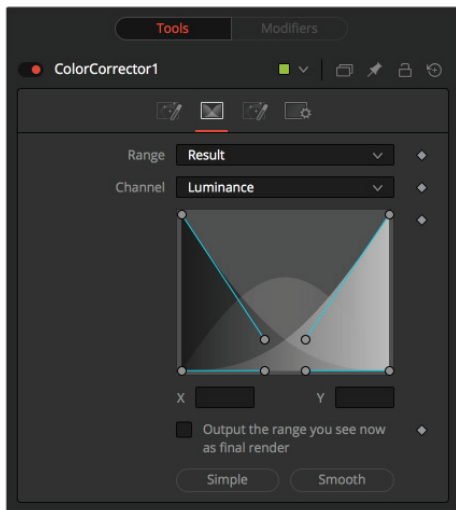 Tools Modifiers
ColorCorrector1
Range Result
Channel Luminance
X Y
Output the range you see now
as final render
Simple Smooth